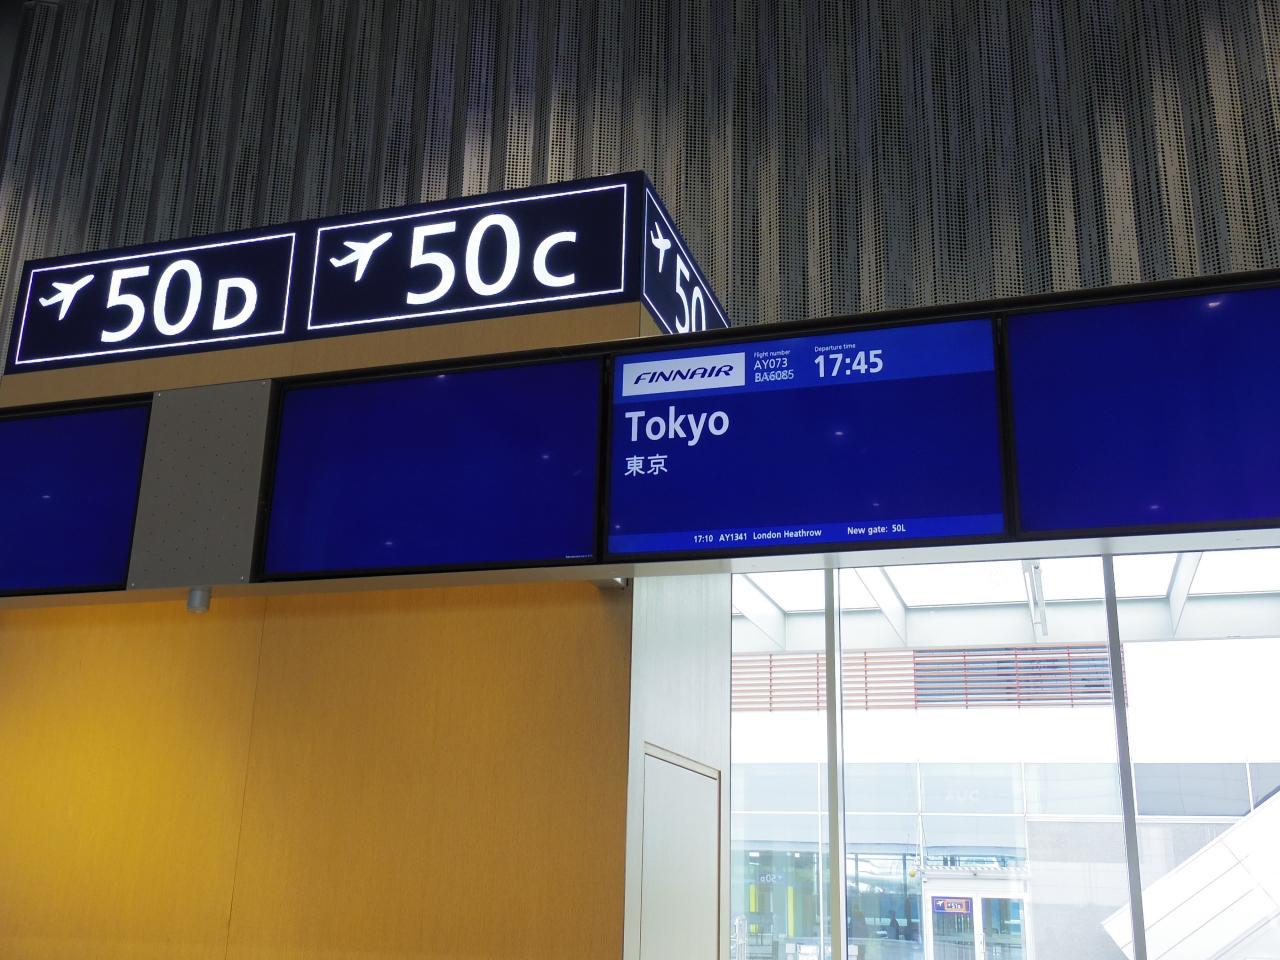 50D
50C
50
FINNAIR
Flight number
AY073
BA6085
Departure time
17:45
Tokyo
東京
17:10 AY1341 London Heathrow New gate: 50L